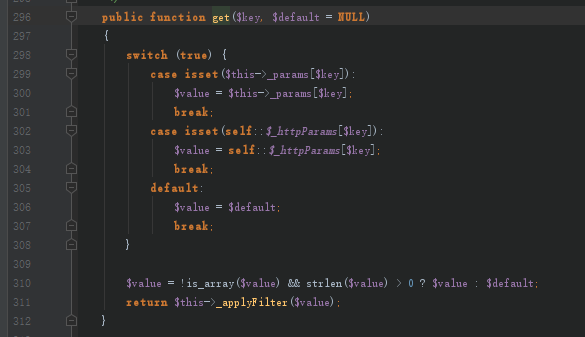 296 public function get($key, $default = NULL)
297 {
298 switch (true) {
299 case isset($this->_params[$key]):
300 $value = $this->_params[$key];
301 break;
302 case isset(self::$_httpParams[$key]):
303 $value = self::$_httpParams[$key];
304 break;
305 default:
306 $value = $default;
307 break;
308 }
309
310 $value = !is_array($value) && strlen($value) > 0 ? $value : $default;
311 return $this->_applyFilter($value);
312 }